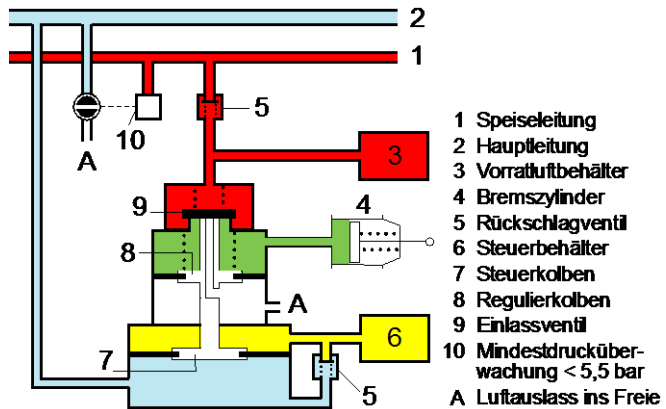 2
1
5
10
A
3
9
4
8
A
6
7
5
1 Speiseleitung
2 Hauptleitung
3 Vorratluftbehälter
4 Bremszylinder
5 Rückschlagventil
6 Steuerbehälter
7 Steuerkolben
8 Regulierkolben
9 Einlassventil
10 Mindestdrucküber-
wachung < 5,5 bar
A Luftauslass ins Freie